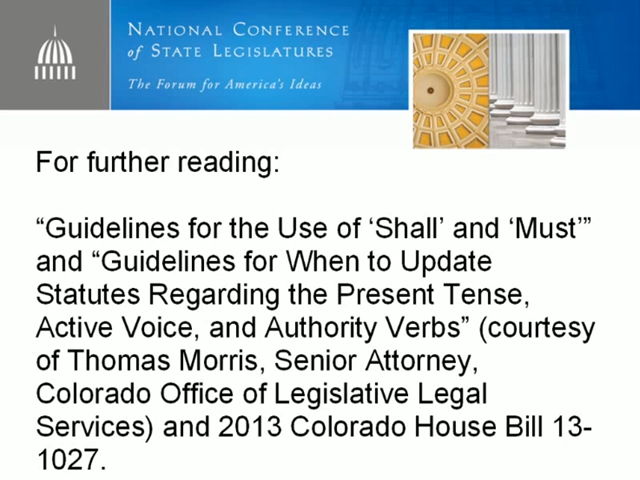 NATIONAL CONFERENCE
of STATE LEGISLATURES
The Forum for America's Ideas
For further reading:
“Guidelines for the Use of ‘Shall’ and ‘Must’”
and “Guidelines for When to Update
Statutes Regarding the Present Tense,
Active Voice, and Authority Verbs” (courtesy
of Thomas Morris, Senior Attorney,
Colorado Office of Legislative Legal
Services) and 2013 Colorado House Bill 13-
1027.